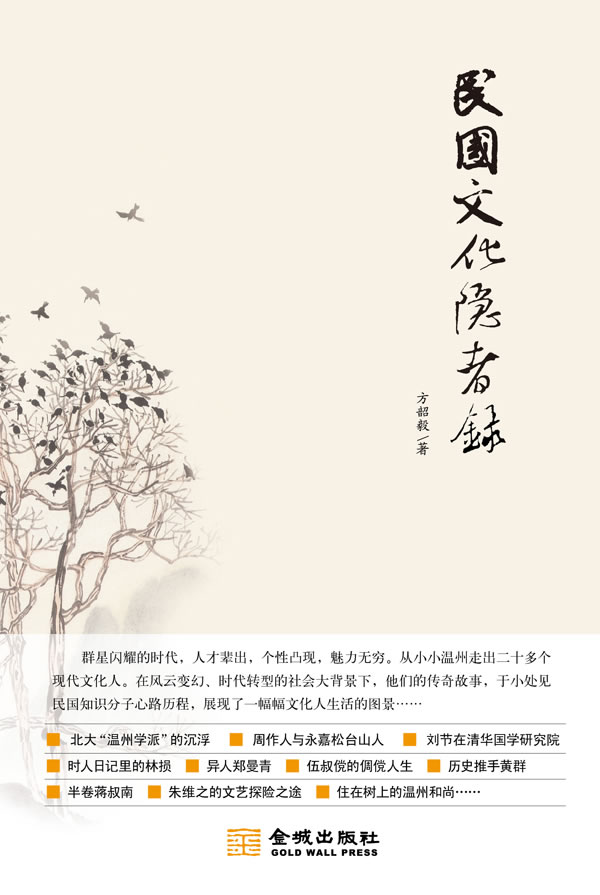 民國文化隐者録
方韶毅/著
群星闪耀的时代，人才辈出，个性凸现，魅力无穷。从小小温州走出二十多个
现代文化人。在风云变幻、时代转型的社会大背景下，他们的传奇故事，于小处见
民国知识分子心路历程，展现了一幅幅文化人生活的图景……
北大“温州学派”的沉浮 周作人与永嘉松台山人 刘节在清华国学研究院
时人日记里的林损 异人郑曼青 伍叔傥的倜傥人生 历史推手黄群
半卷蒋叔南 朱维之的文艺探险之途 住在树上的温州和尚……
金城出版社
GOLD WALL PRESS